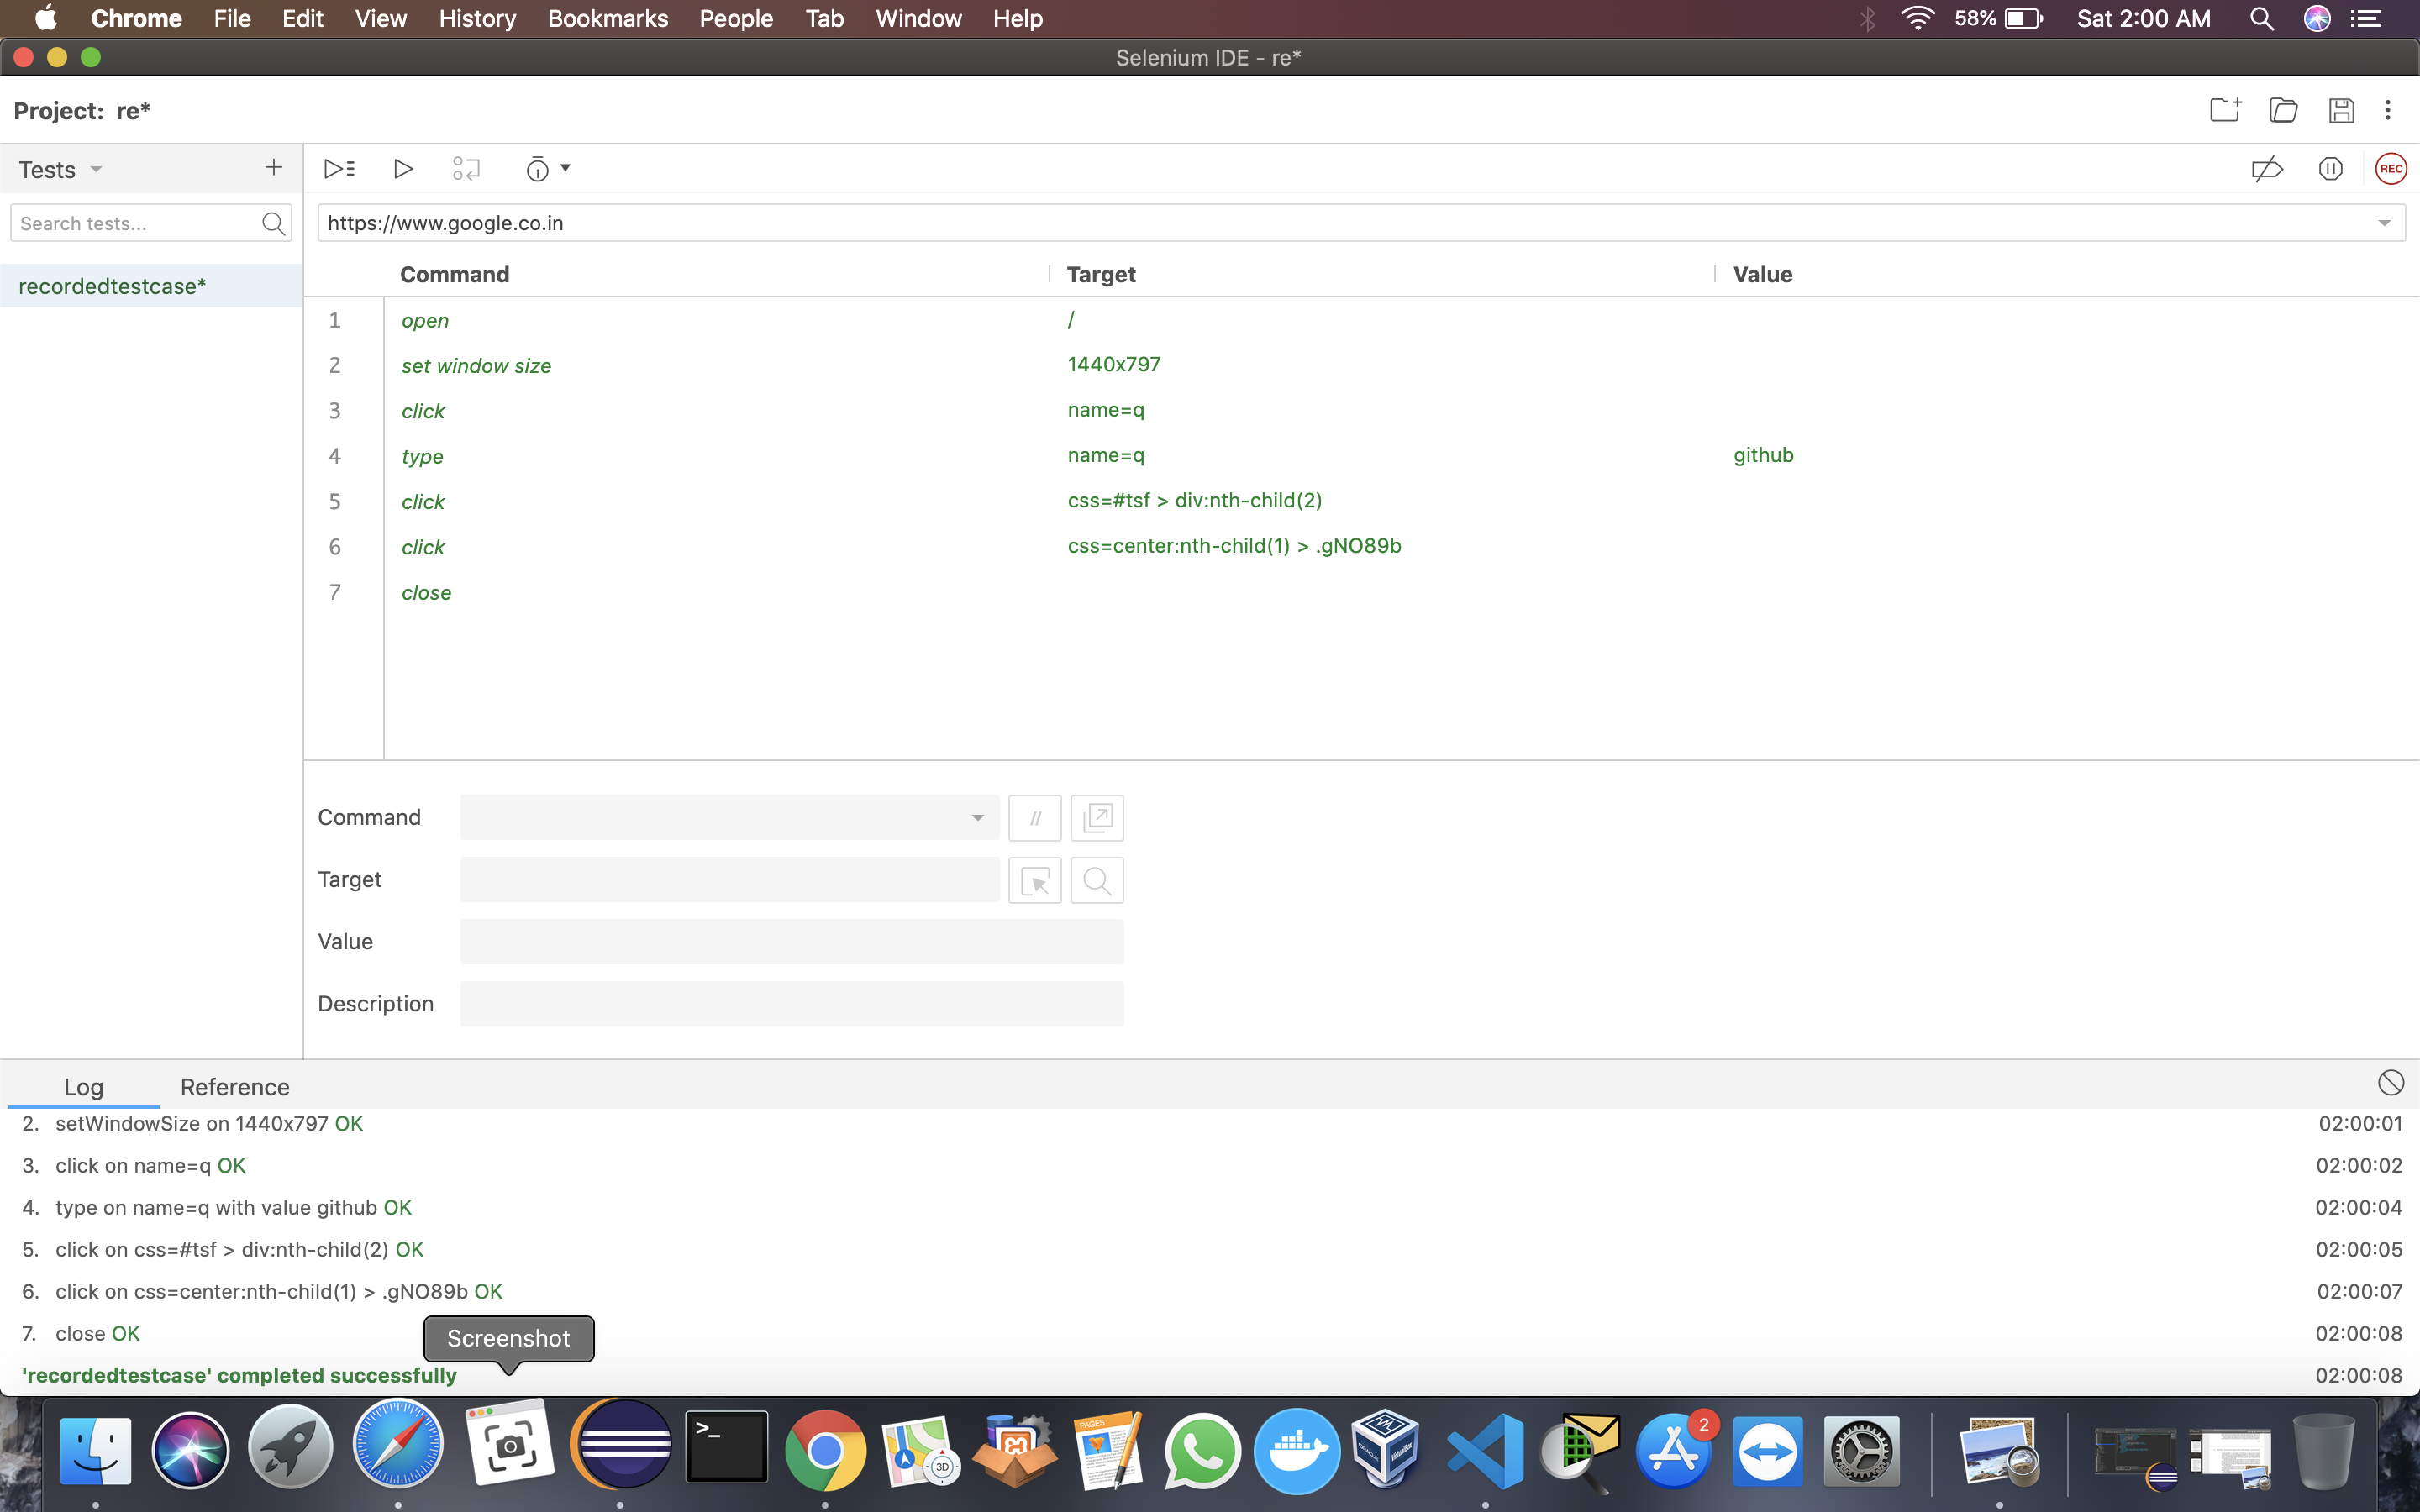 Chrome File Edit View History Bookmarks People Tab Window Help 58% Sat 2:00 AM
Selenium IDE - re*
Project: re*
Tests
REC
Search tests...
https://www.google.co.in
recordedtestcase*
Command Target Value
1 open /
2 set window size 1440x797
3 click name=q
4 type name=q github
5 click css=#tsf > div:nth-child(2)
6 click css=center:nth-child(1) > .gNO89b
7 close
Command //
Target
Value
Description
Log Reference
2. setWindowSize on 1440x797 OK 02:00:01
3. click on name=q OK 02:00:02
4. type on name=q with value github OK 02:00:04
5. click on css=#tsf > div:nth-child(2) OK 02:00:05
6. click on css=center:nth-child(1) > .gNO89b OK 02:00:07
7. close OK 02:00:08
Screenshot
'recordedtestcase' completed successfully 02:00:08
>_
3D
PAGES
2